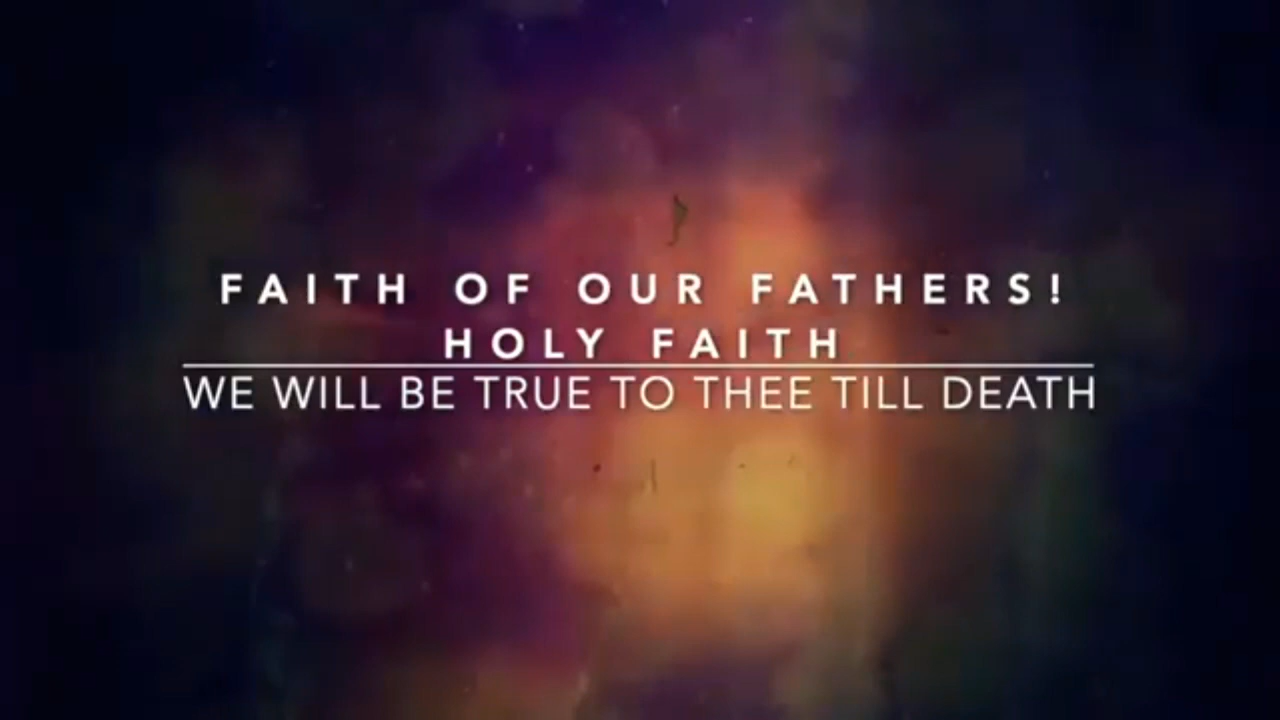 FAITH OF OUR FATHERS!
HOLY FAITH
WE WILL BE TRUE TO THEE TILL DEATH